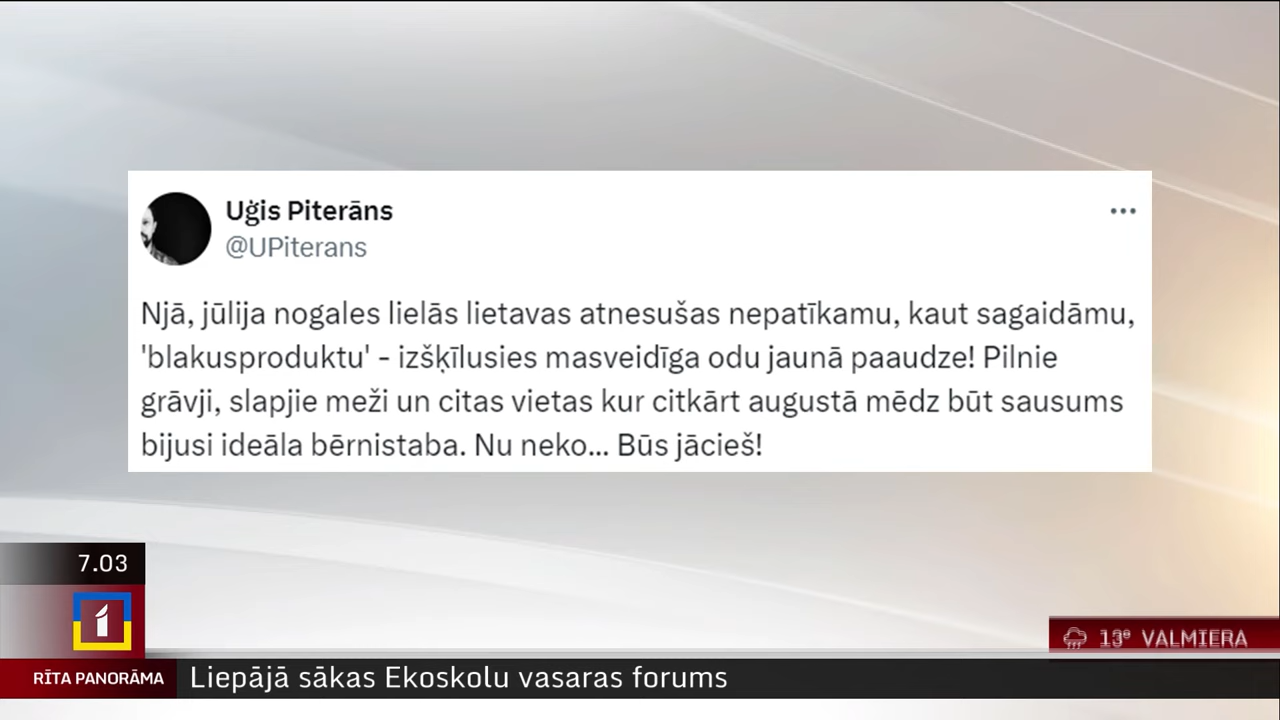 Uģis Piterāns
@UPiterans
Njā, jūlija nogales lielās lietavas atnesušas nepatīkamu, kaut sagaidāmu,
'blakusproduktu' - izšķīlusies masveidīga odu jaunā paaudze! Pilnie
grāvji, slapjie meži un citas vietas kur citkārt augustā mēdz būt sausums
bijusi ideāla bērnistaba. Nu neko... Būs jācieš!
7.03
1
13° VALMIERA
RĪTA PANORĀMA
Liepājā sākas Ekoskolu vasaras forums